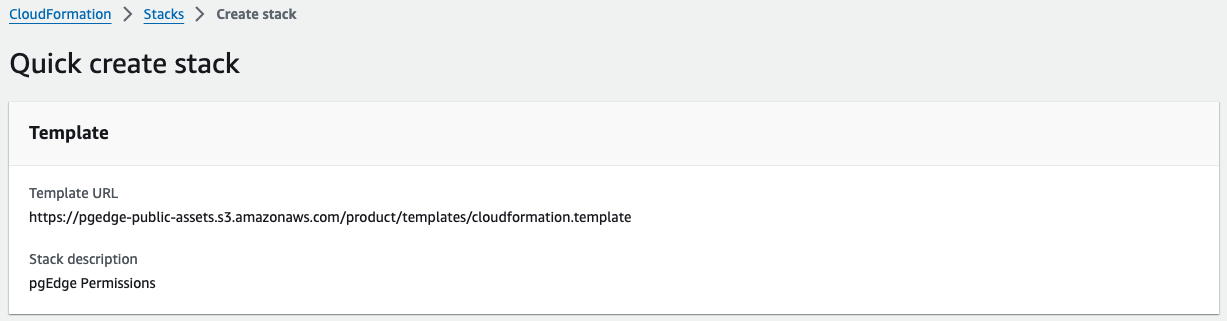 CloudFormation > Stacks > Create stack
Quick create stack
Template
Template URL
https://pgedge-public-assets.s3.amazonaws.com/product/templates/cloudformation.template
Stack description
pgEdge Permissions